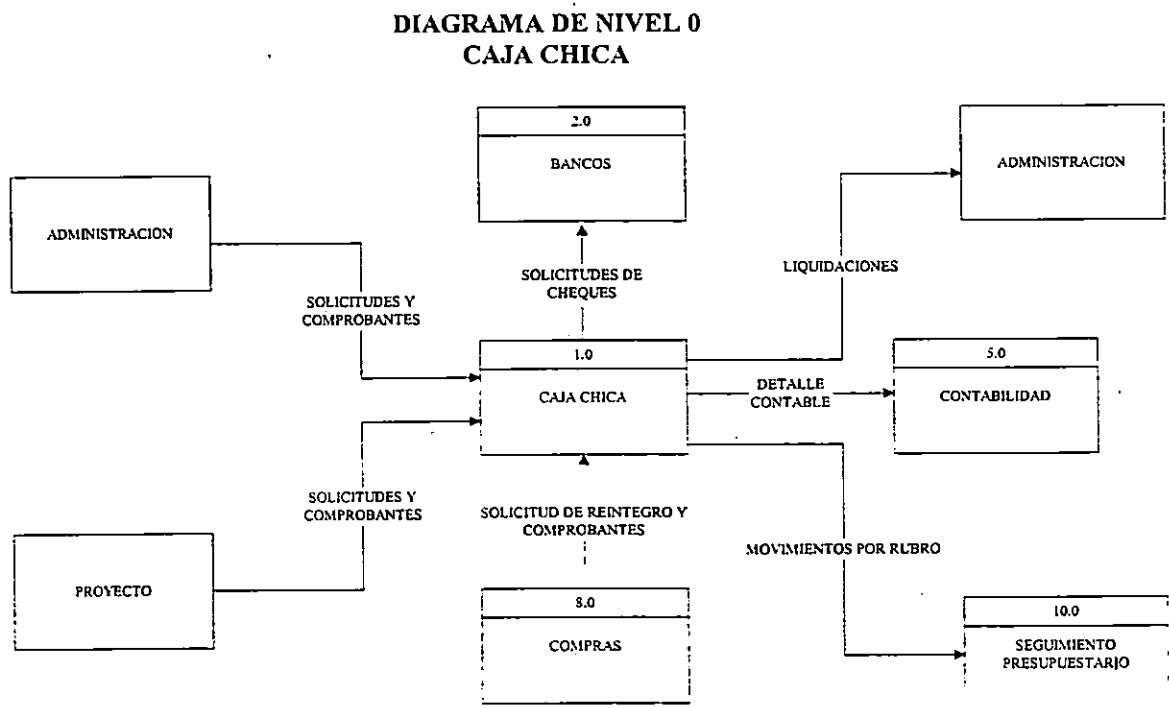 DIAGRAMA DE NIVEL 0
CAJA CHICA
2.0
BANCOS
ADMINISTRACION
ADMINISTRACION
SOLICITUDES DE
CHEQUES
LIQUIDACIONES
SOLICITUDES Y
COMPROBANTES
1.0
CAJA CHICA
5.0
CONTABILIDAD
DETALLE
CONTABLE
SOLICITUDES Y
COMPROBANTES
SOLICITUD DE REINTEGRO Y
COMPROBANTES
MOVIMIENTOS POR RUBRO
PROYECTO
8.0
COMPRAS
10.0
SEGUIMIENTO
PRESUPUESTARIO